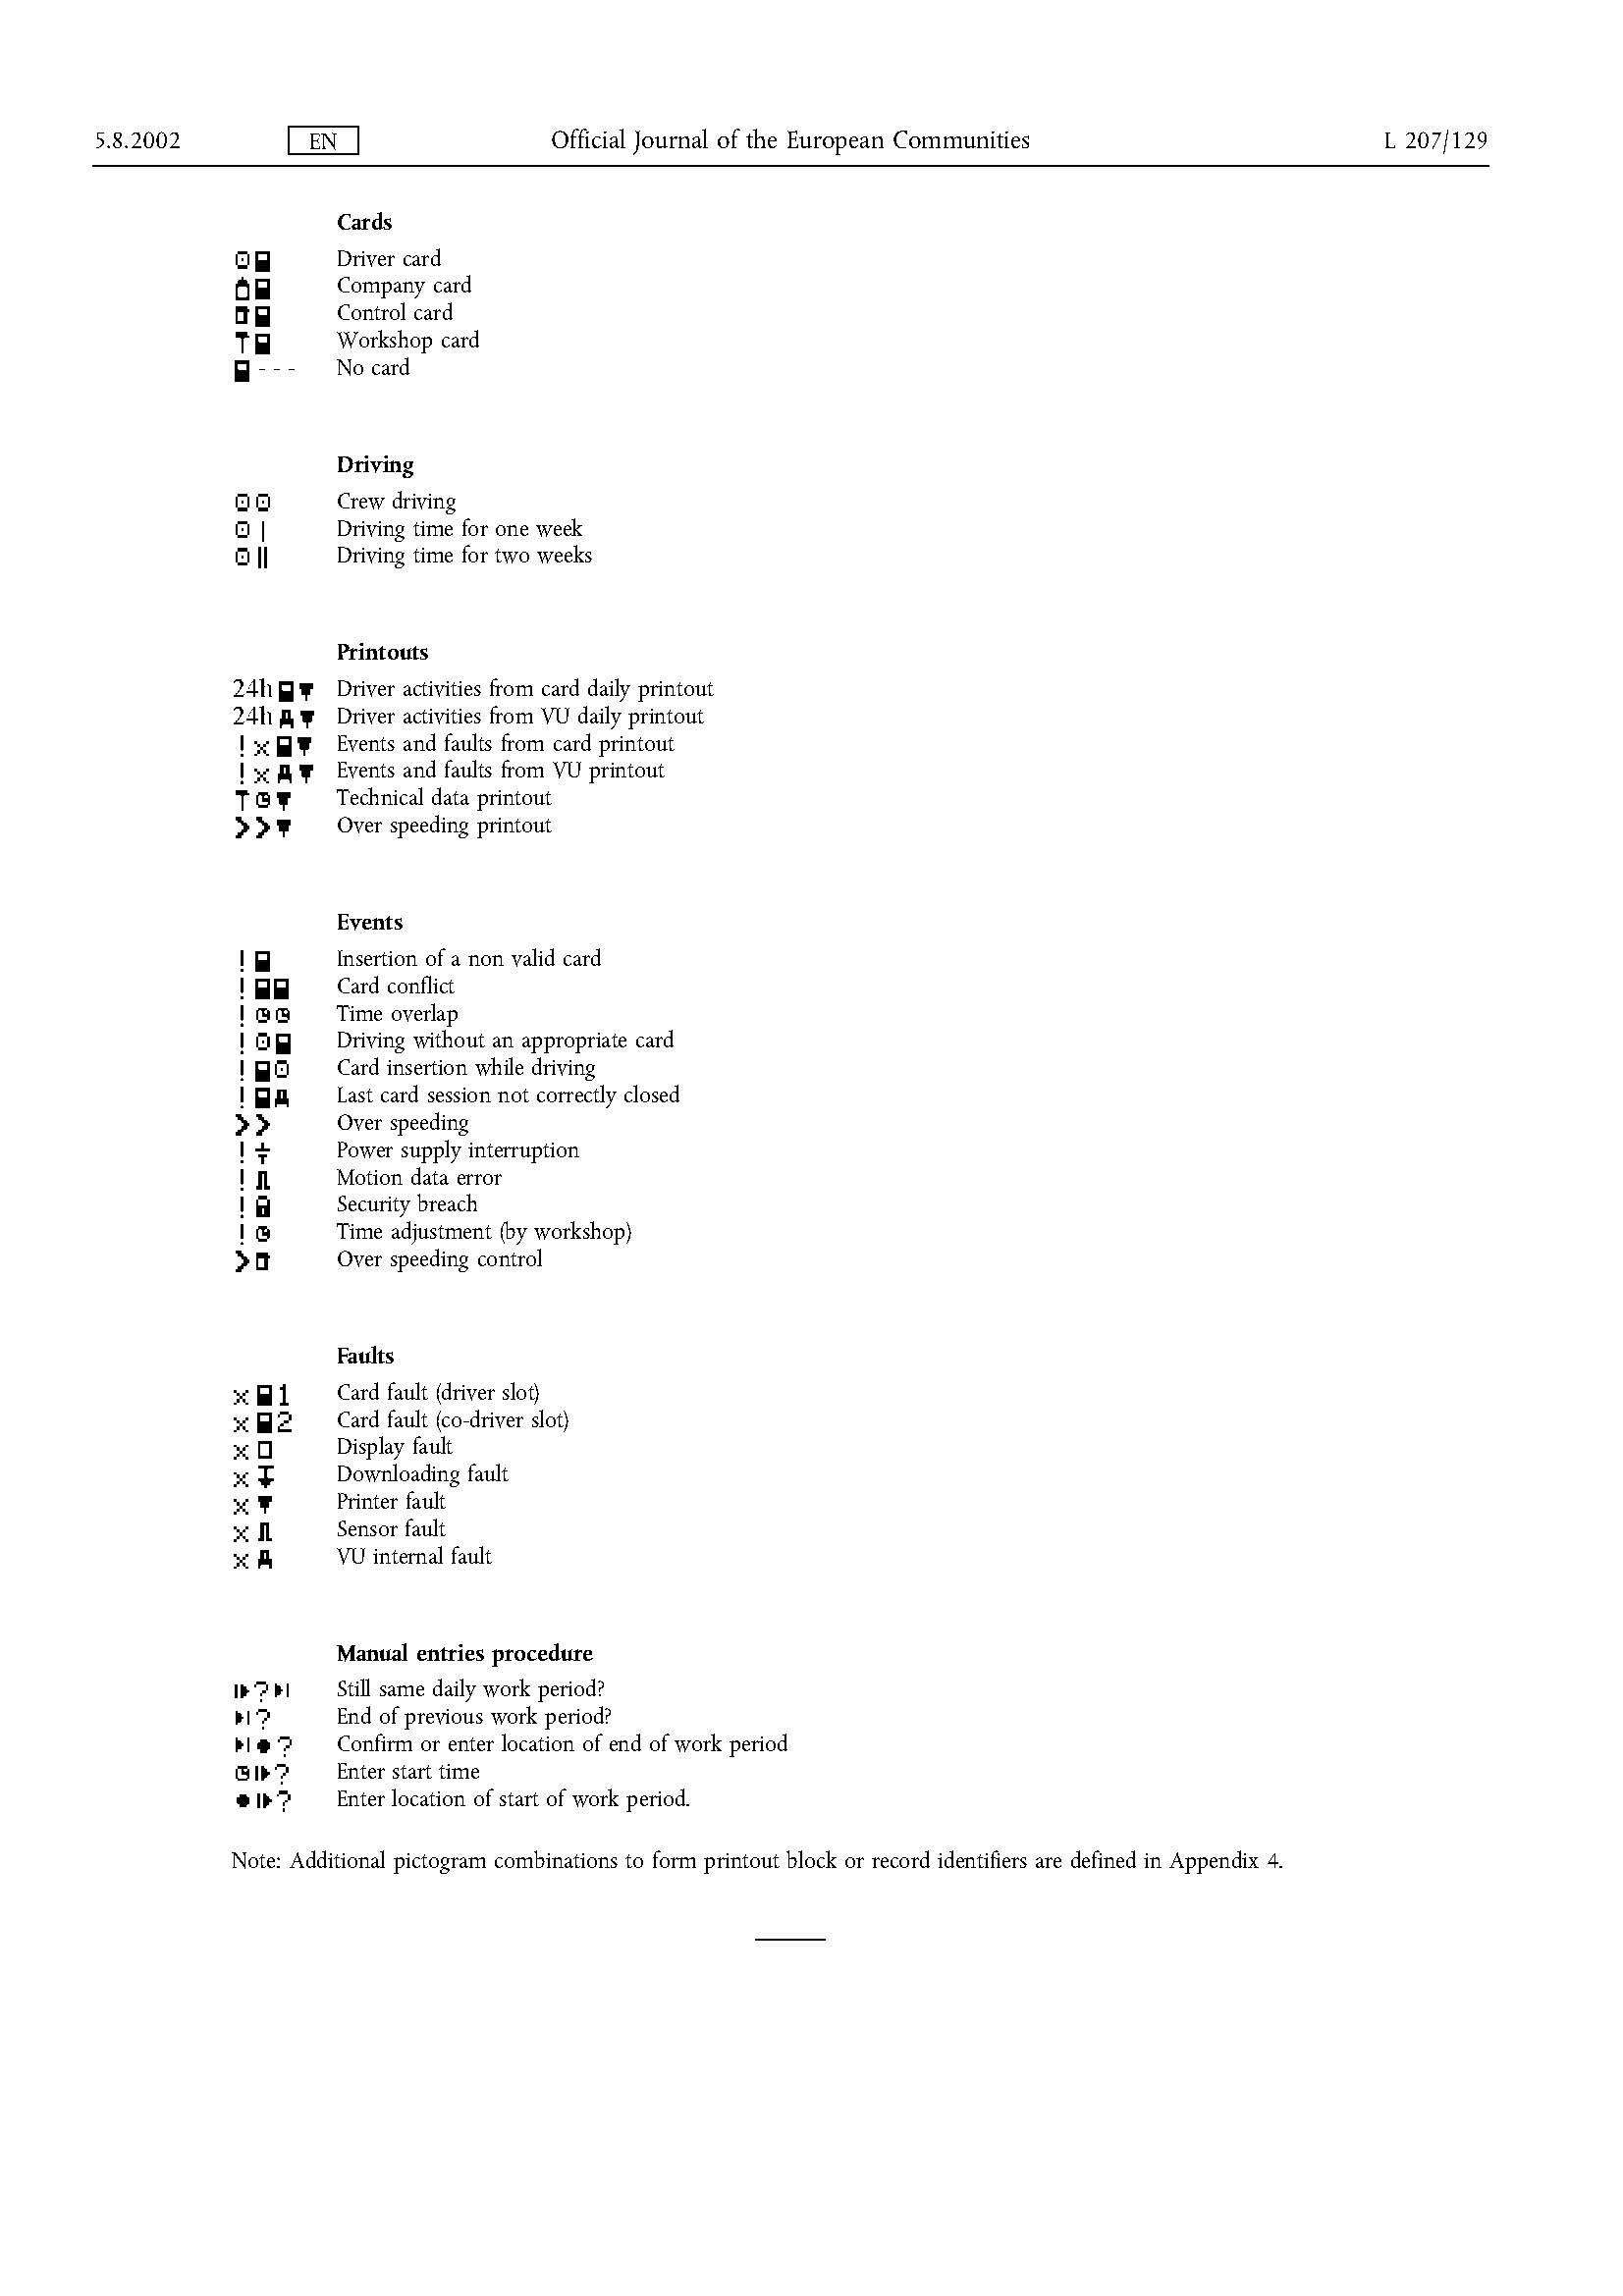 5.8.2002 EN Official Journal of the European Communities L 207/129
Cards
Driver card
Company card
Control card
Workshop card
- - - No card
Driving
Crew driving
| Driving time for one week
|| Driving time for two weeks
Printouts
24h Driver activities from card daily printout
24h Driver activities from VU daily printout
! x Events and faults from card printout
! x Events and faults from VU printout
Technical data printout
>> Over speeding printout
Events
! Insertion of a non valid card
! Card conflict
! Time overlap
! Driving without an appropriate card
! Card insertion while driving
! Last card session not correctly closed
>> Over speeding
! Power supply interruption
! Motion data error
! Security breach
! Time adjustment (by workshop)
> Over speeding control
Faults
x 1 Card fault (driver slot)
x 2 Card fault (co-driver slot)
x Display fault
x Downloading fault
x Printer fault
x Sensor fault
x VU internal fault
Manual entries procedure
? Still same daily work period?
? End of previous work period?
? Confirm or enter location of end of work period
? Enter start time
? Enter location of start of work period.
Note: Additional pictogram combinations to form printout block or record identifiers are defined in Appendix 4.